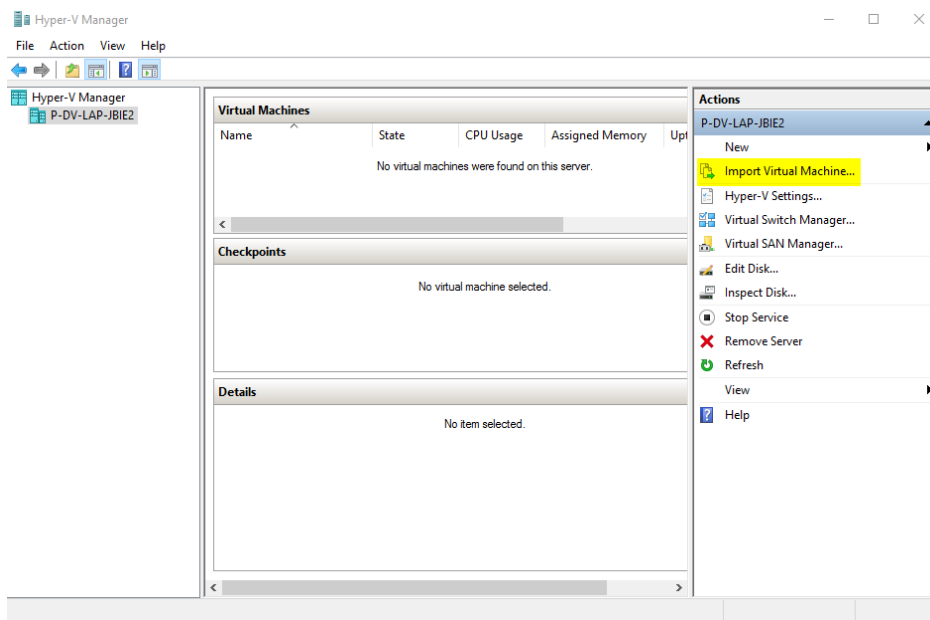 Hyper-V Manager
File Action View Help
Hyper-V Manager
P-DV-LAP-JBIE2
Virtual Machines
Name State CPU Usage Assigned Memory Upt
No virtual machines were found on this server.
Checkpoints
No virtual machine selected.
Details
No item selected.
Actions
P-DV-LAP-JBIE2
New
Import Virtual Machine...
Hyper-V Settings...
Virtual Switch Manager...
Virtual SAN Manager...
Edit Disk...
Inspect Disk...
Stop Service
Remove Server
Refresh
View
Help